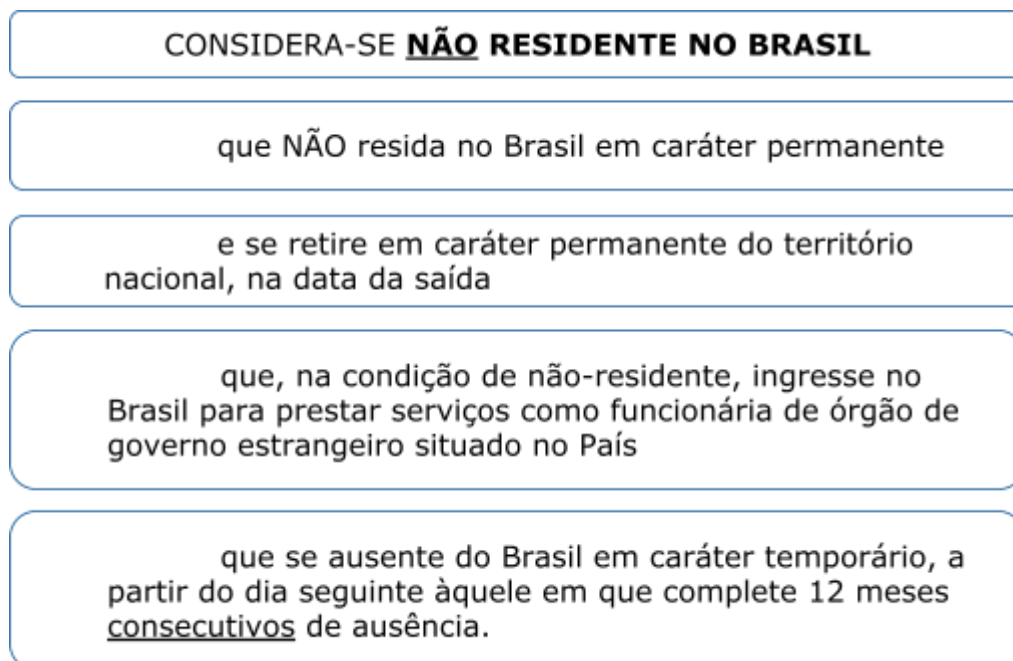 CONSIDERA-SE NÃO RESIDENTE NO BRASIL
que NÃO resida no Brasil em caráter permanente
e se retire em caráter permanente do território
nacional, na data da saída
que, na condição de não-residente, ingresse no
Brasil para prestar serviços como funcionária de órgão de
governo estrangeiro situado no País
que se ausente do Brasil em caráter temporário, a
partir do dia seguinte àquele em que complete 12 meses
consecutivos de ausência.